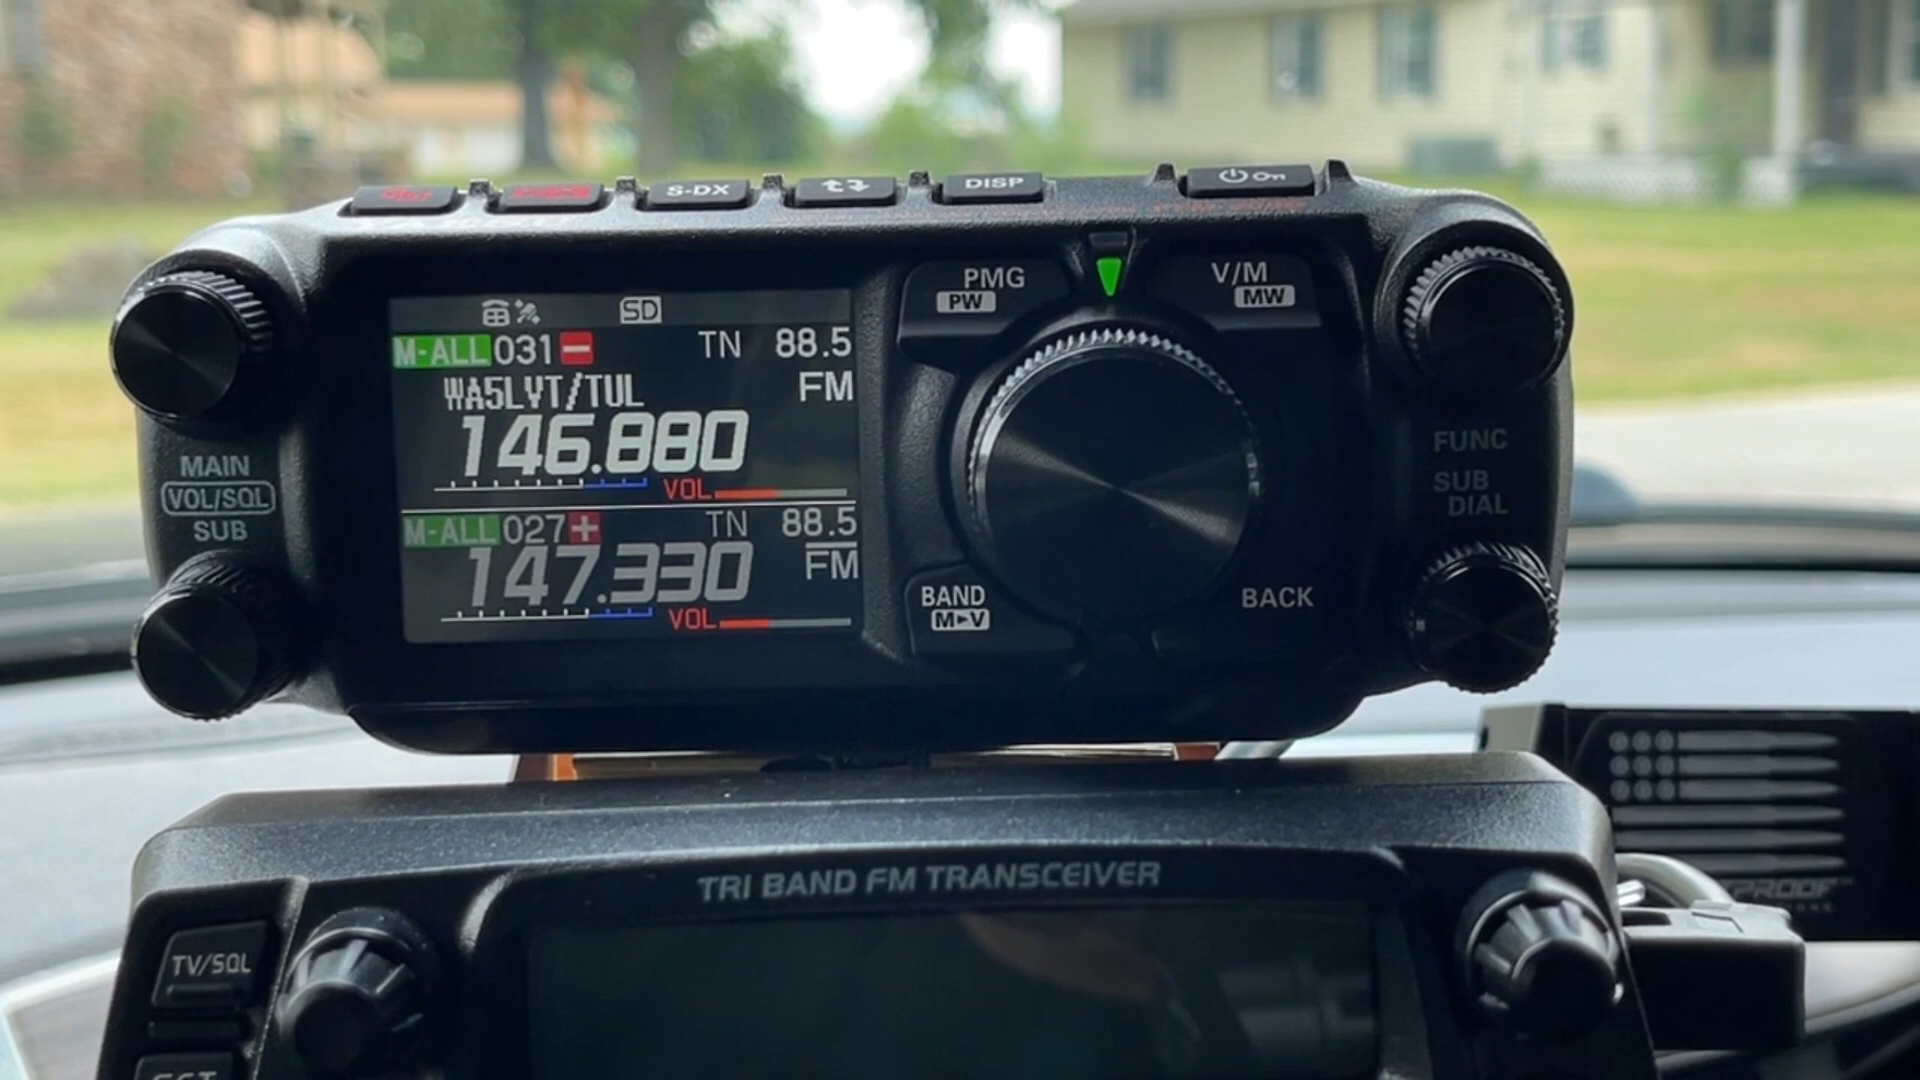 S-DX DISP On
SD
M-ALL 031 − TN 88.5
WA5LVT/TUL FM
146.880
VOL
M-ALL 027 + TN 88.5
147.330 FM
VOL
MAIN
VOL/SQL
SUB
PMG
PW
V/M
MW
BAND
M▸V
BACK
FUNC
SUB
DIAL
TRI BAND FM TRANSCEIVER
TV/SQL
PROOF